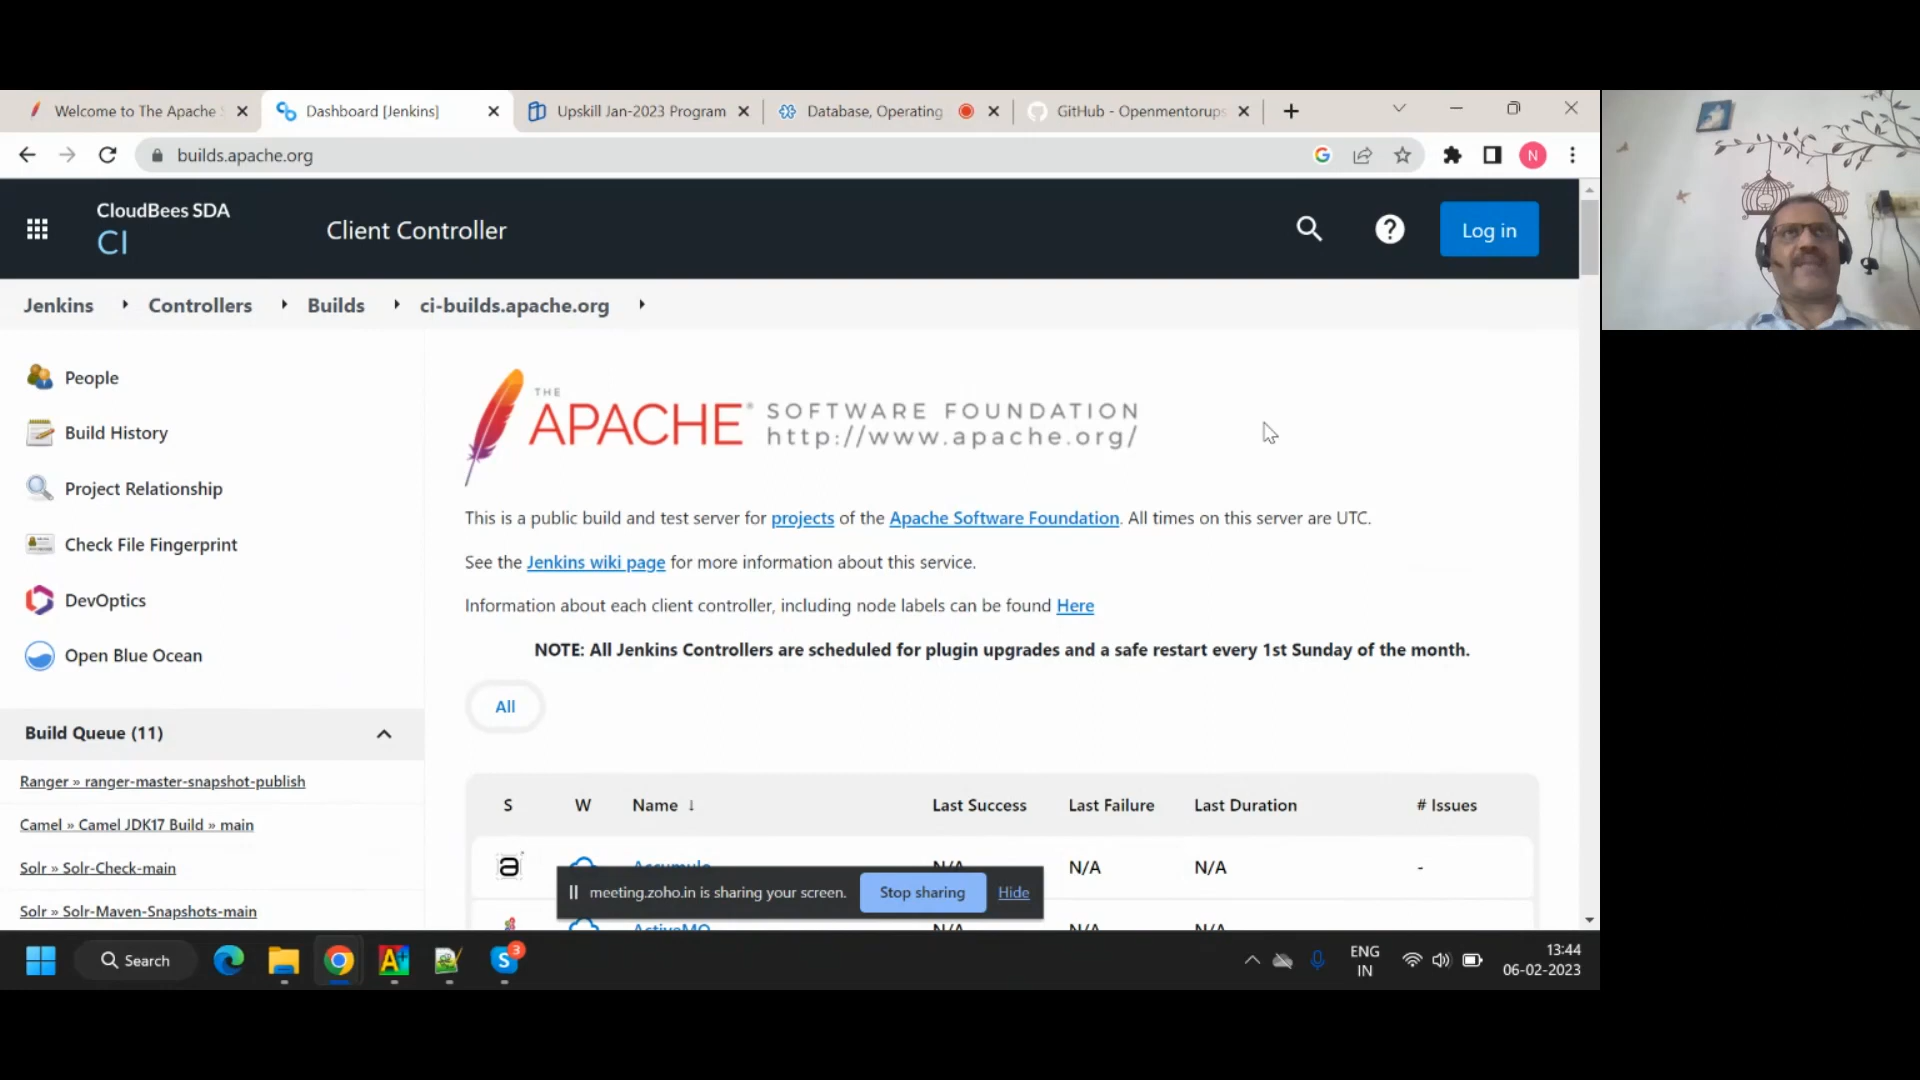 Welcome to The Apache
Dashboard [Jenkins]
Upskill Jan-2023 Program
Database, Operating
GitHub - Openmentorups
builds.apache.org
N
CloudBees SDA
CI
Client Controller
Log in
Jenkins
Controllers
Builds
ci-builds.apache.org
People
Build History
Project Relationship
Check File Fingerprint
DevOptics
Open Blue Ocean
Build Queue (11)
Ranger » ranger-master-snapshot-publish
Camel » Camel JDK17 Build » main
Solr » Solr-Check-main
Solr » Solr-Maven-Snapshots-main
THE
APACHE® SOFTWARE FOUNDATION
http://www.apache.org/
This is a public build and test server for projects of the Apache Software Foundation. All times on this server are UTC.
See the Jenkins wiki page for more information about this service.
Information about each client controller, including node labels can be found Here
NOTE: All Jenkins Controllers are scheduled for plugin upgrades and a safe restart every 1st Sunday of the month.
All
S W Name ↓ Last Success Last Failure Last Duration # Issues
Accumulo N/A N/A N/A -
ActiveMQ N/A N/A N/A
meeting.zoho.in is sharing your screen. Stop sharing Hide
Search
3
ENG
IN
13:44
06-02-2023